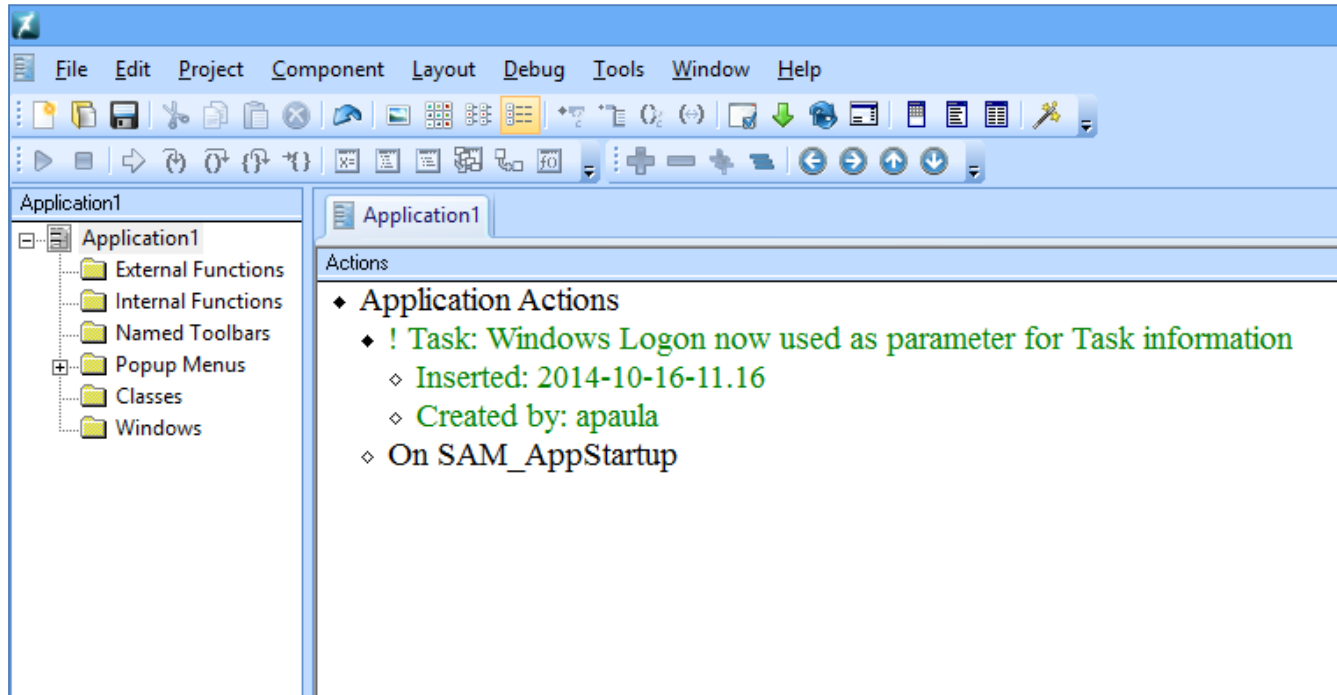 File Edit Project Component Layout Debug Tools Window Help
Application1
Application1
External Functions
Internal Functions
Named Toolbars
Popup Menus
Classes
Windows
Application1
Actions
Application Actions
! Task: Windows Logon now used as parameter for Task information
Inserted: 2014-10-16-11.16
Created by: apaula
On SAM_AppStartup